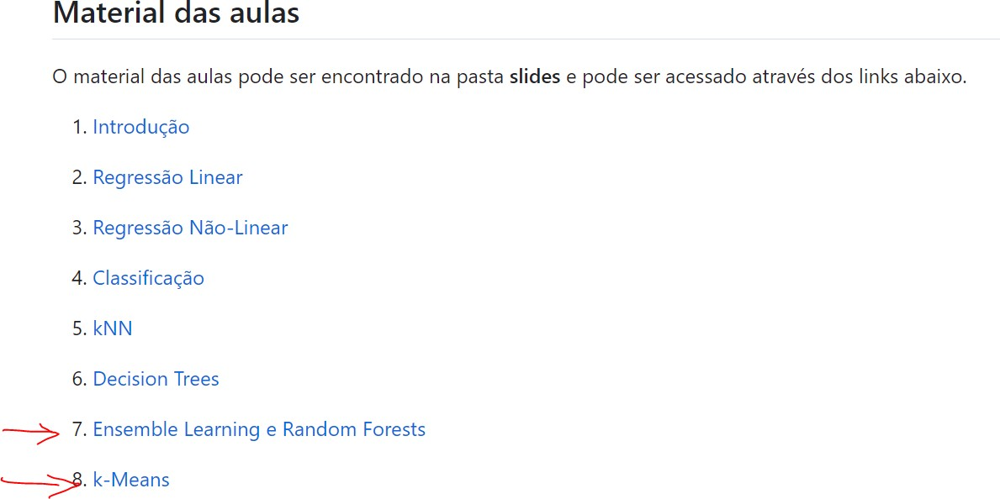 Material das aulas
O material das aulas pode ser encontrado na pasta slides e pode ser acessado através dos links abaixo.
1. Introdução
2. Regressão Linear
3. Regressão Não-Linear
4. Classificação
5. kNN
6. Decision Trees
7. Ensemble Learning e Random Forests
8. k-Means